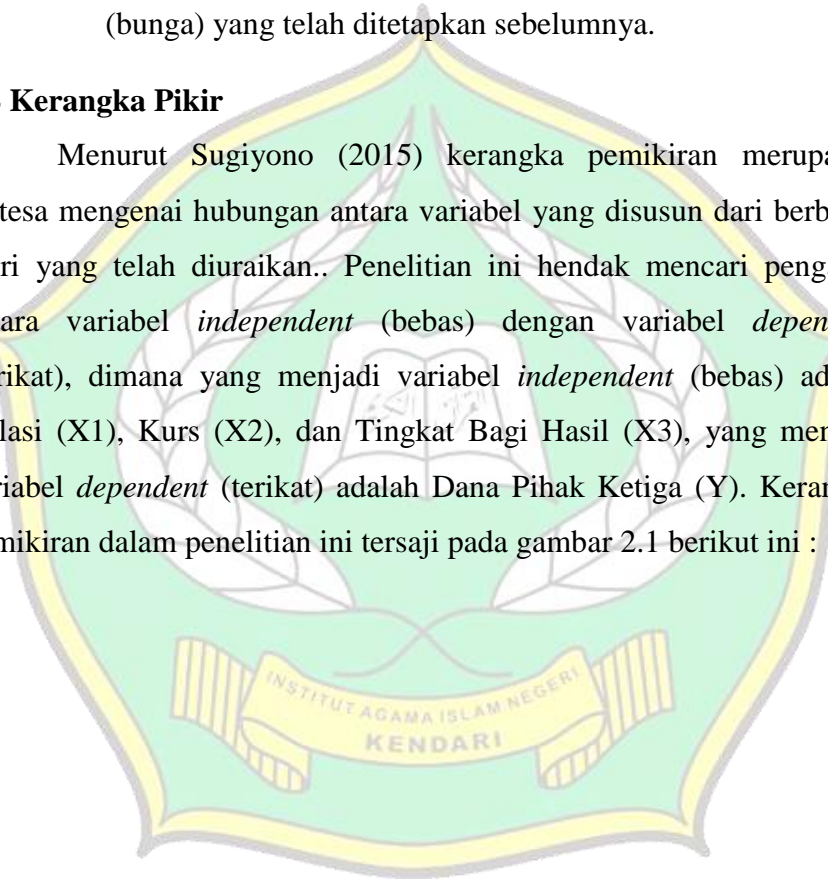 (bunga) yang telah ditetapkan sebelumnya.
Kerangka Pikir
Menurut Sugiyono (2015) kerangka pemikiran merupa
tesa mengenai hubungan antara variabel yang disusun dari berb
ri yang telah diuraikan.. Penelitian ini hendak mencari peng
ara variabel independent (bebas) dengan variabel depen
rikat), dimana yang menjadi variabel independent (bebas) ad
lasi (X1), Kurs (X2), dan Tingkat Bagi Hasil (X3), yang men
riabel dependent (terikat) adalah Dana Pihak Ketiga (Y). Keran
mikiran dalam penelitian ini tersaji pada gambar 2.1 berikut ini :
INSTITUT AGAMA ISLAM NEGERI
KENDARI